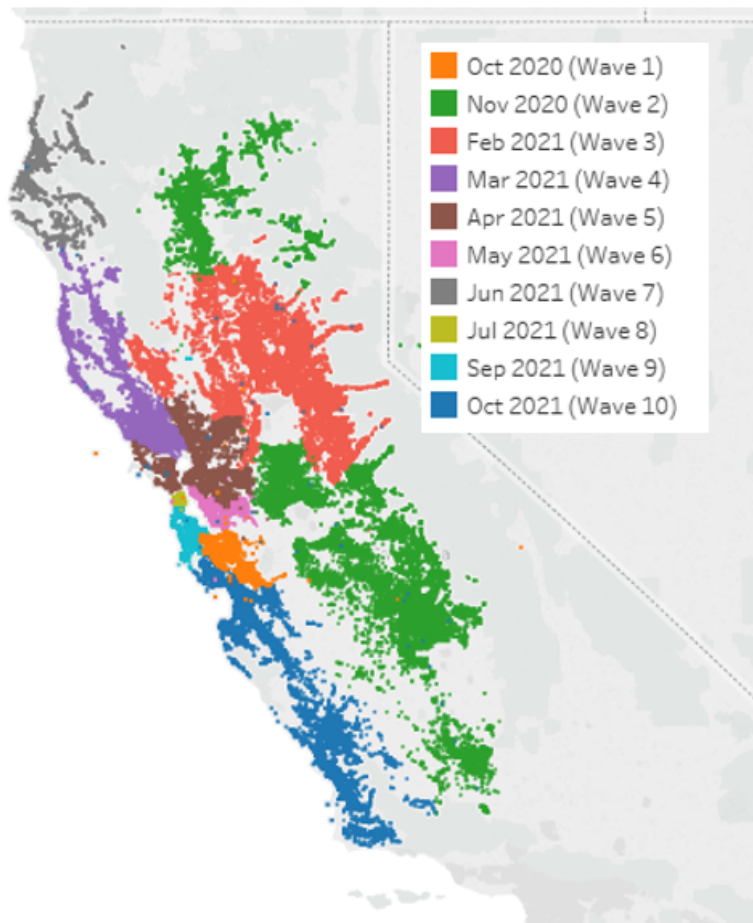 Oct 2020 (Wave 1)
Nov 2020 (Wave 2)
Feb 2021 (Wave 3)
Mar 2021 (Wave 4)
Apr 2021 (Wave 5)
May 2021 (Wave 6)
Jun 2021 (Wave 7)
Jul 2021 (Wave 8)
Sep 2021 (Wave 9)
Oct 2021 (Wave 10)